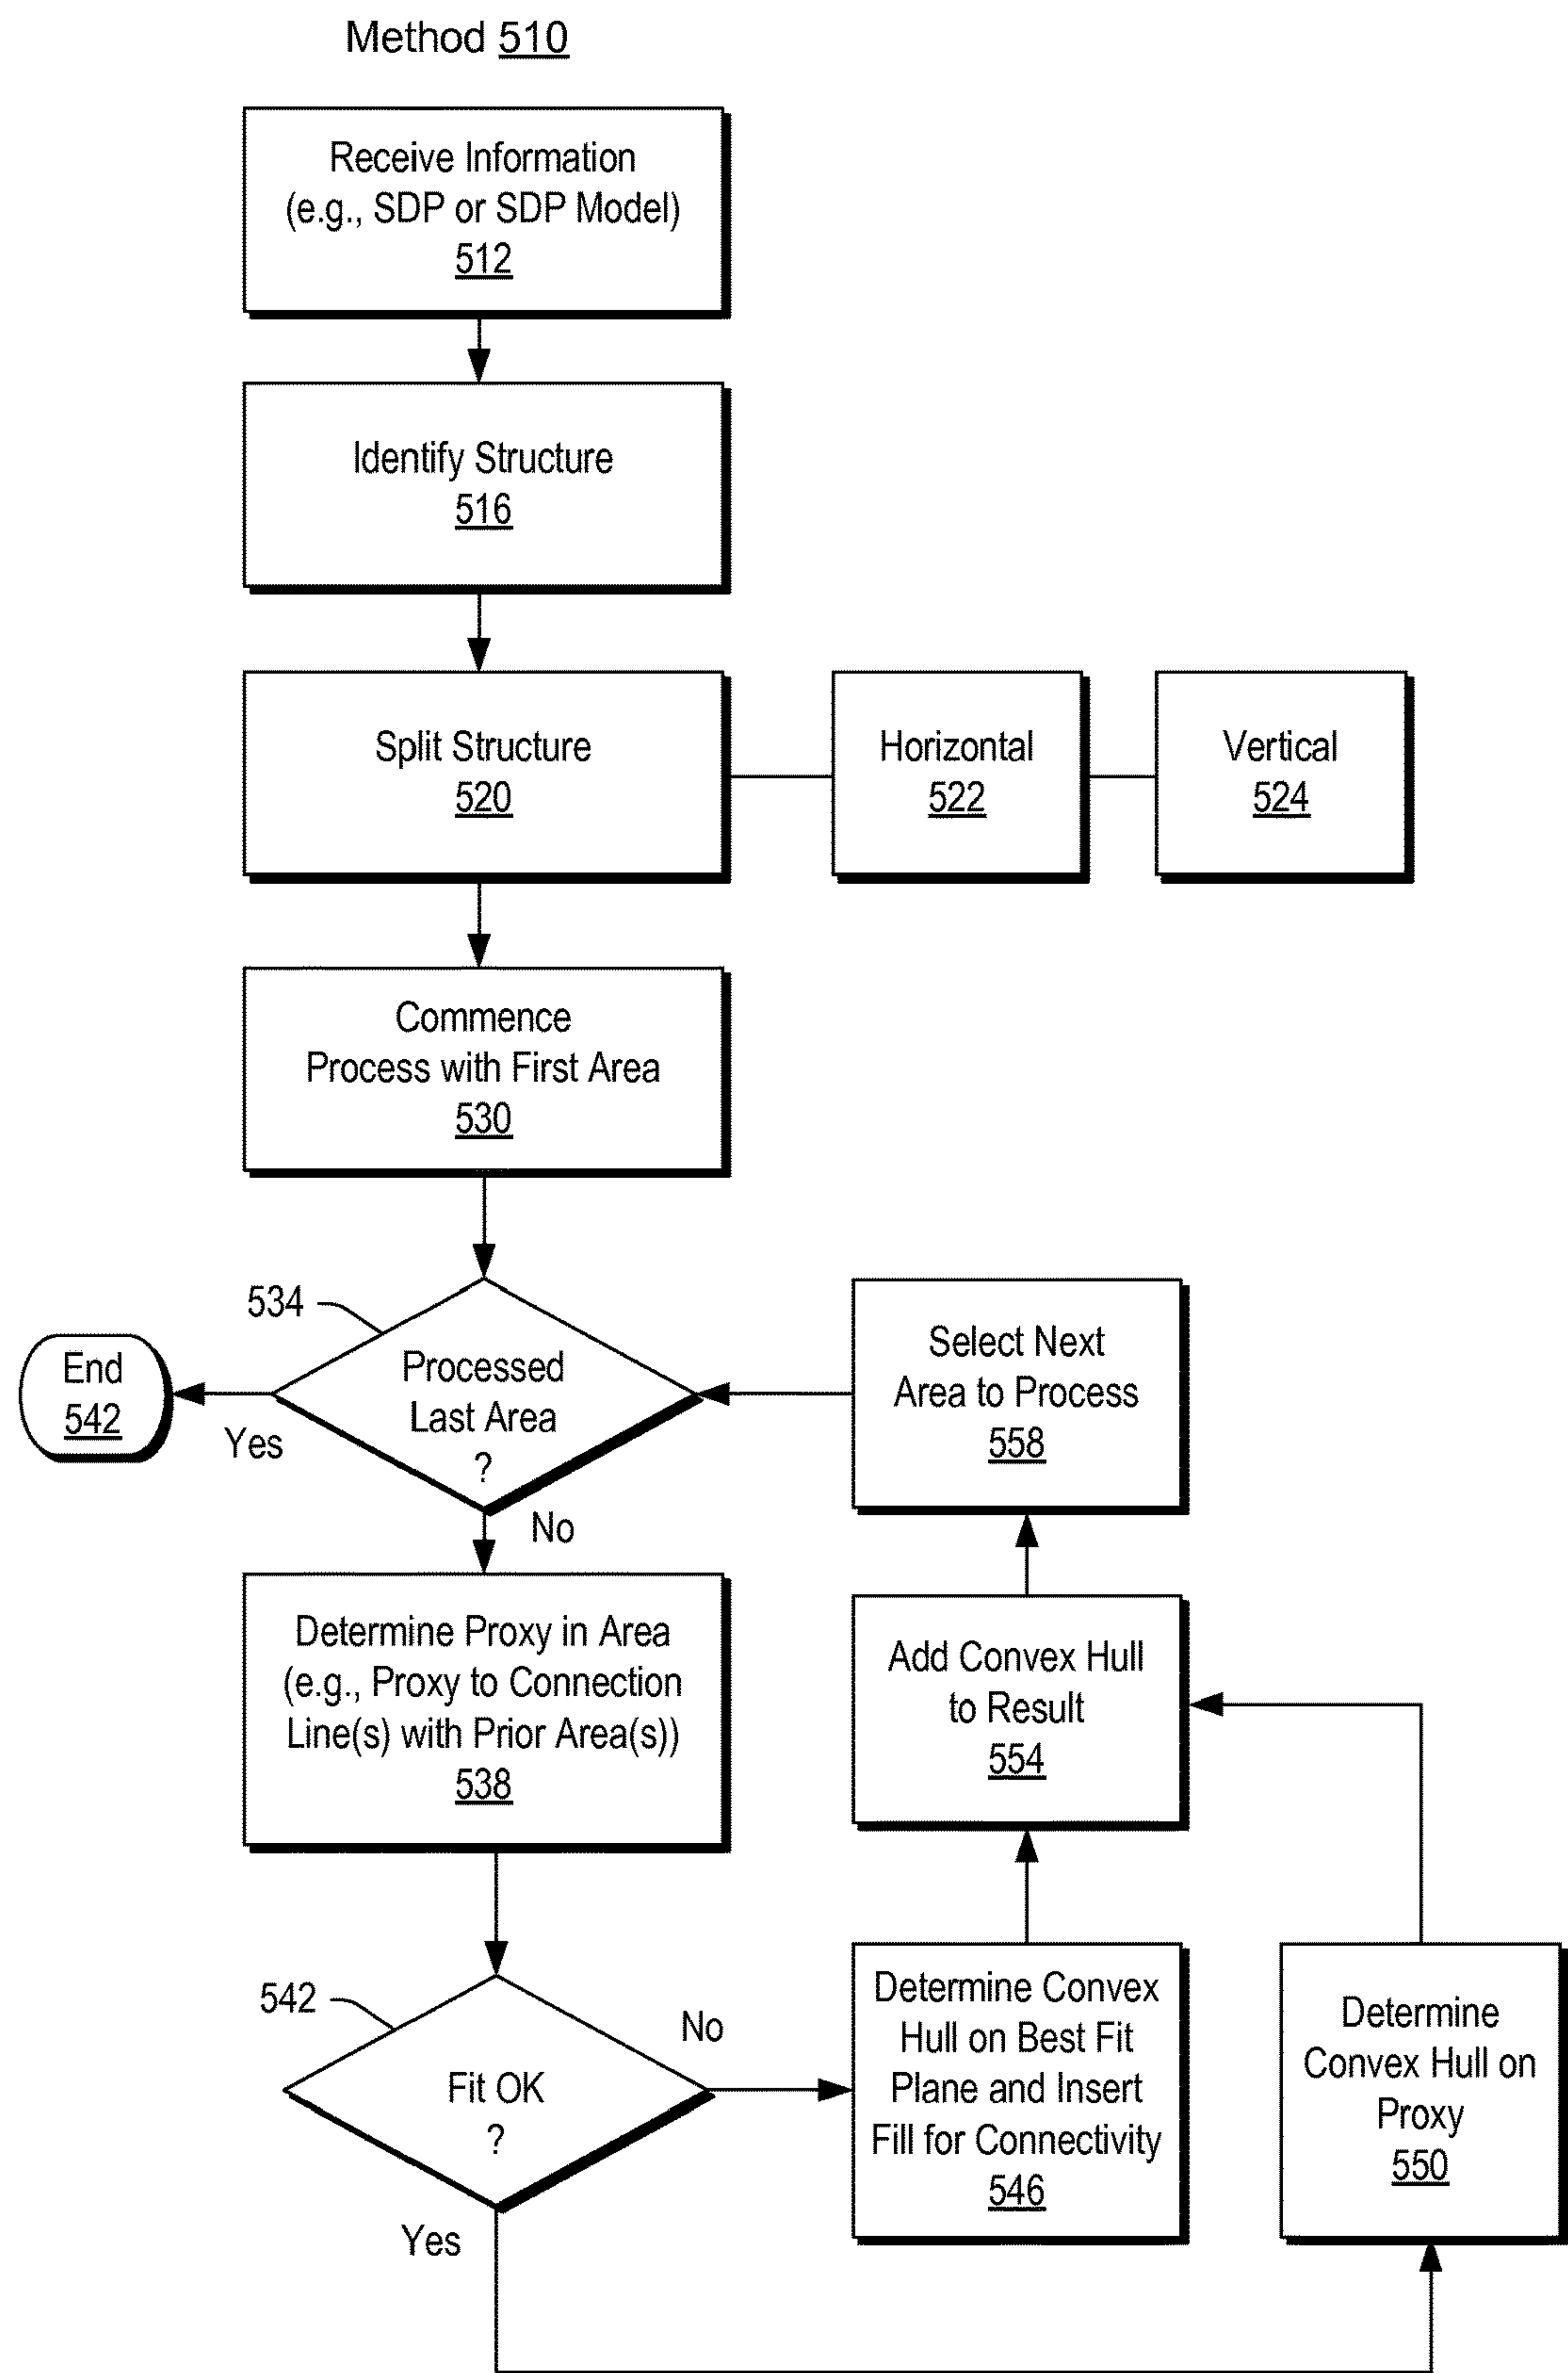 Method 510
Receive Information
(e.g., SDP or SDP Model)
512
Identify Structure
516
Split Structure
520
Horizontal
522
Vertical
524
Commence
Process with First Area
530
534
Processed
Last Area
?
End
542
Yes
No
Select Next
Area to Process
558
Determine Proxy in Area
(e.g., Proxy to Connection
Line(s) with Prior Area(s))
538
Add Convex Hull
to Result
554
542
Fit OK
?
No
Yes
Determine Convex
Hull on Best Fit
Plane and Insert
Fill for Connectivity
546
Determine
Convex Hull on
Proxy
550